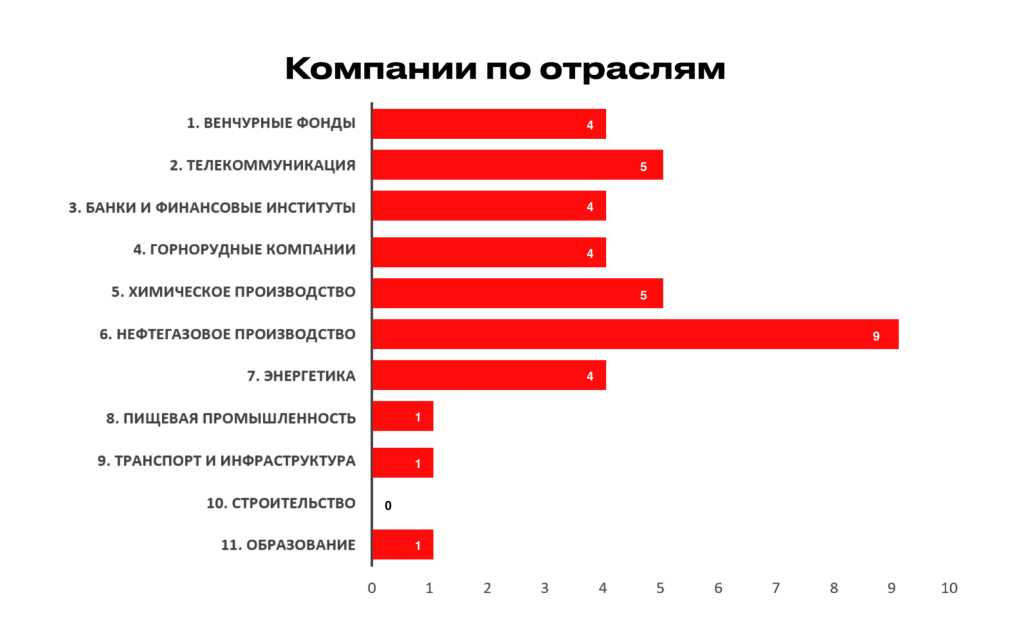 Компании по отраслям
1. ВЕНЧУРНЫЕ ФОНДЫ 4
2. ТЕЛЕКОММУНИКАЦИЯ 5
3. БАНКИ И ФИНАНСОВЫЕ ИНСТИТУТЫ 4
4. ГОРНОРУДНЫЕ КОМПАНИИ 4
5. ХИМИЧЕСКОЕ ПРОИЗВОДСТВО 5
6. НЕФТЕГАЗОВОЕ ПРОИЗВОДСТВО 9
7. ЭНЕРГЕТИКА 4
8. ПИЩЕВАЯ ПРОМЫШЛЕННОСТЬ 1
9. ТРАНСПОРТ И ИНФРАСТРУКТУРА 1
10. СТРОИТЕЛЬСТВО 0
11. ОБРАЗОВАНИЕ 1
0 1 2 3 4 5 6 7 8 9 10